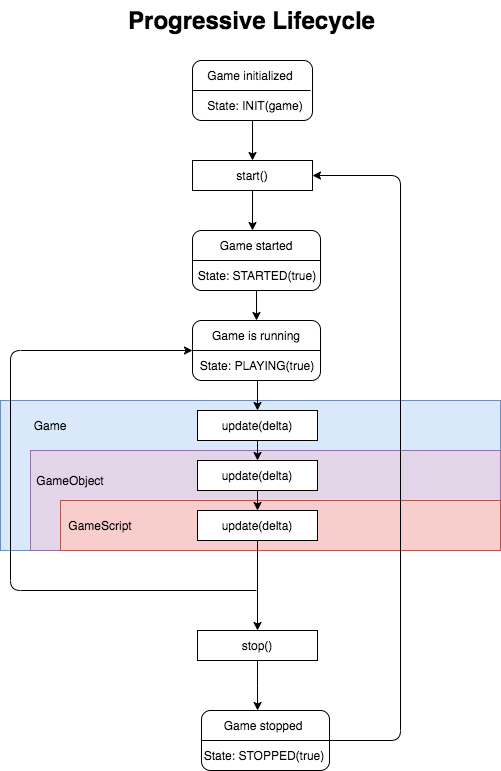 Progressive Lifecycle
Game initialized
State: INIT(game)
start()
Game started
State: STARTED(true)
Game is running
State: PLAYING(true)
Game
update(delta)
GameObject
update(delta)
GameScript
update(delta)
stop()
Game stopped
State: STOPPED(true)